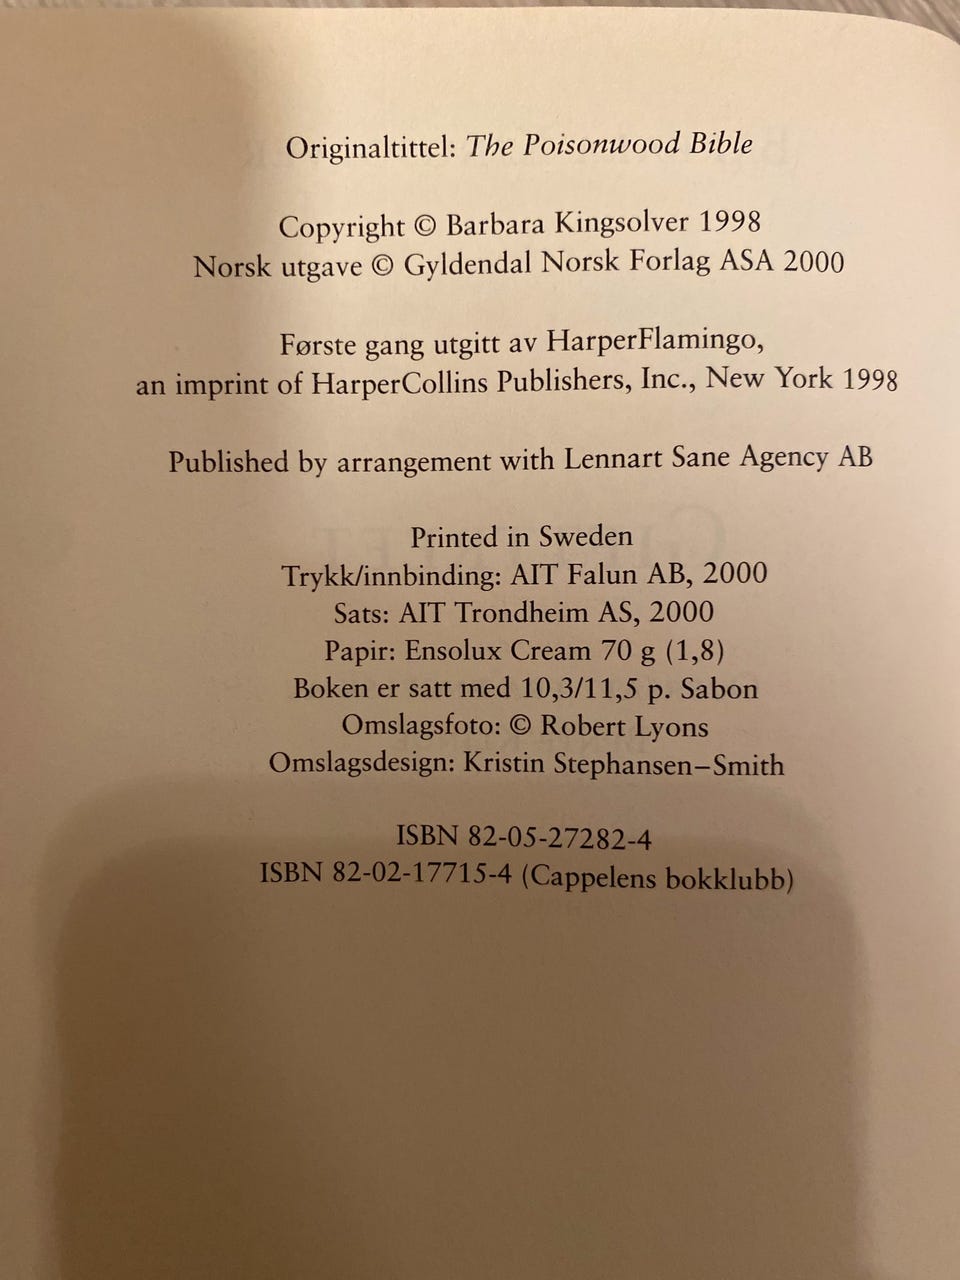 Originaltittel: The Poisonwood Bible
Copyright © Barbara Kingsolver 1998
Norsk utgave © Gyldendal Norsk Forlag ASA 2000
Første gang utgitt av HarperFlamingo,
an imprint of HarperCollins Publishers, Inc., New York 1998
Published by arrangement with Lennart Sane Agency AB
Printed in Sweden
Trykk/innbinding: AIT Falun AB, 2000
Sats: AIT Trondheim AS, 2000
Papir: Ensolux Cream 70 g (1,8)
Boken er satt med 10,3/11,5 p. Sabon
Omslagsfoto: © Robert Lyons
Omslagsdesign: Kristin Stephansen–Smith
ISBN 82-05-27282-4
ISBN 82-02-17715-4 (Cappelens bokklubb)